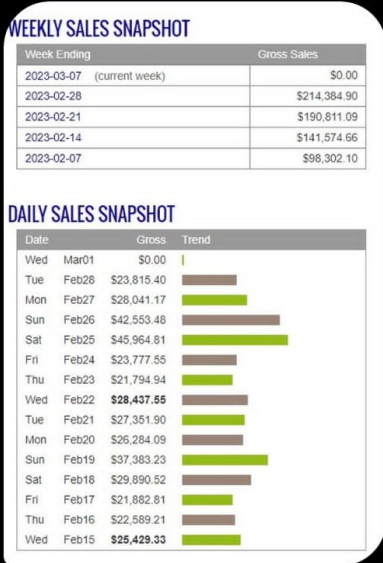 WEEKLY SALES SNAPSHOT
Week Ending Gross Sales
2023-03-07 (current week) $0.00
2023-02-28 $214,384.90
2023-02-21 $190,811.09
2023-02-14 $141,574.66
2023-02-07 $98,302.10
DAILY SALES SNAPSHOT
Date Gross Trend
Wed Mar01 $0.00
Tue Feb28 $23,815.40
Mon Feb27 $28,041.17
Sun Feb26 $42,553.48
Sat Feb25 $45,964.81
Fri Feb24 $23,777.55
Thu Feb23 $21,794.94
Wed Feb22 $28,437.55
Tue Feb21 $27,351.90
Mon Feb20 $26,284.09
Sun Feb19 $37,383.23
Sat Feb18 $29,890.52
Fri Feb17 $21,882.81
Thu Feb16 $22,589.21
Wed Feb15 $25,429.33